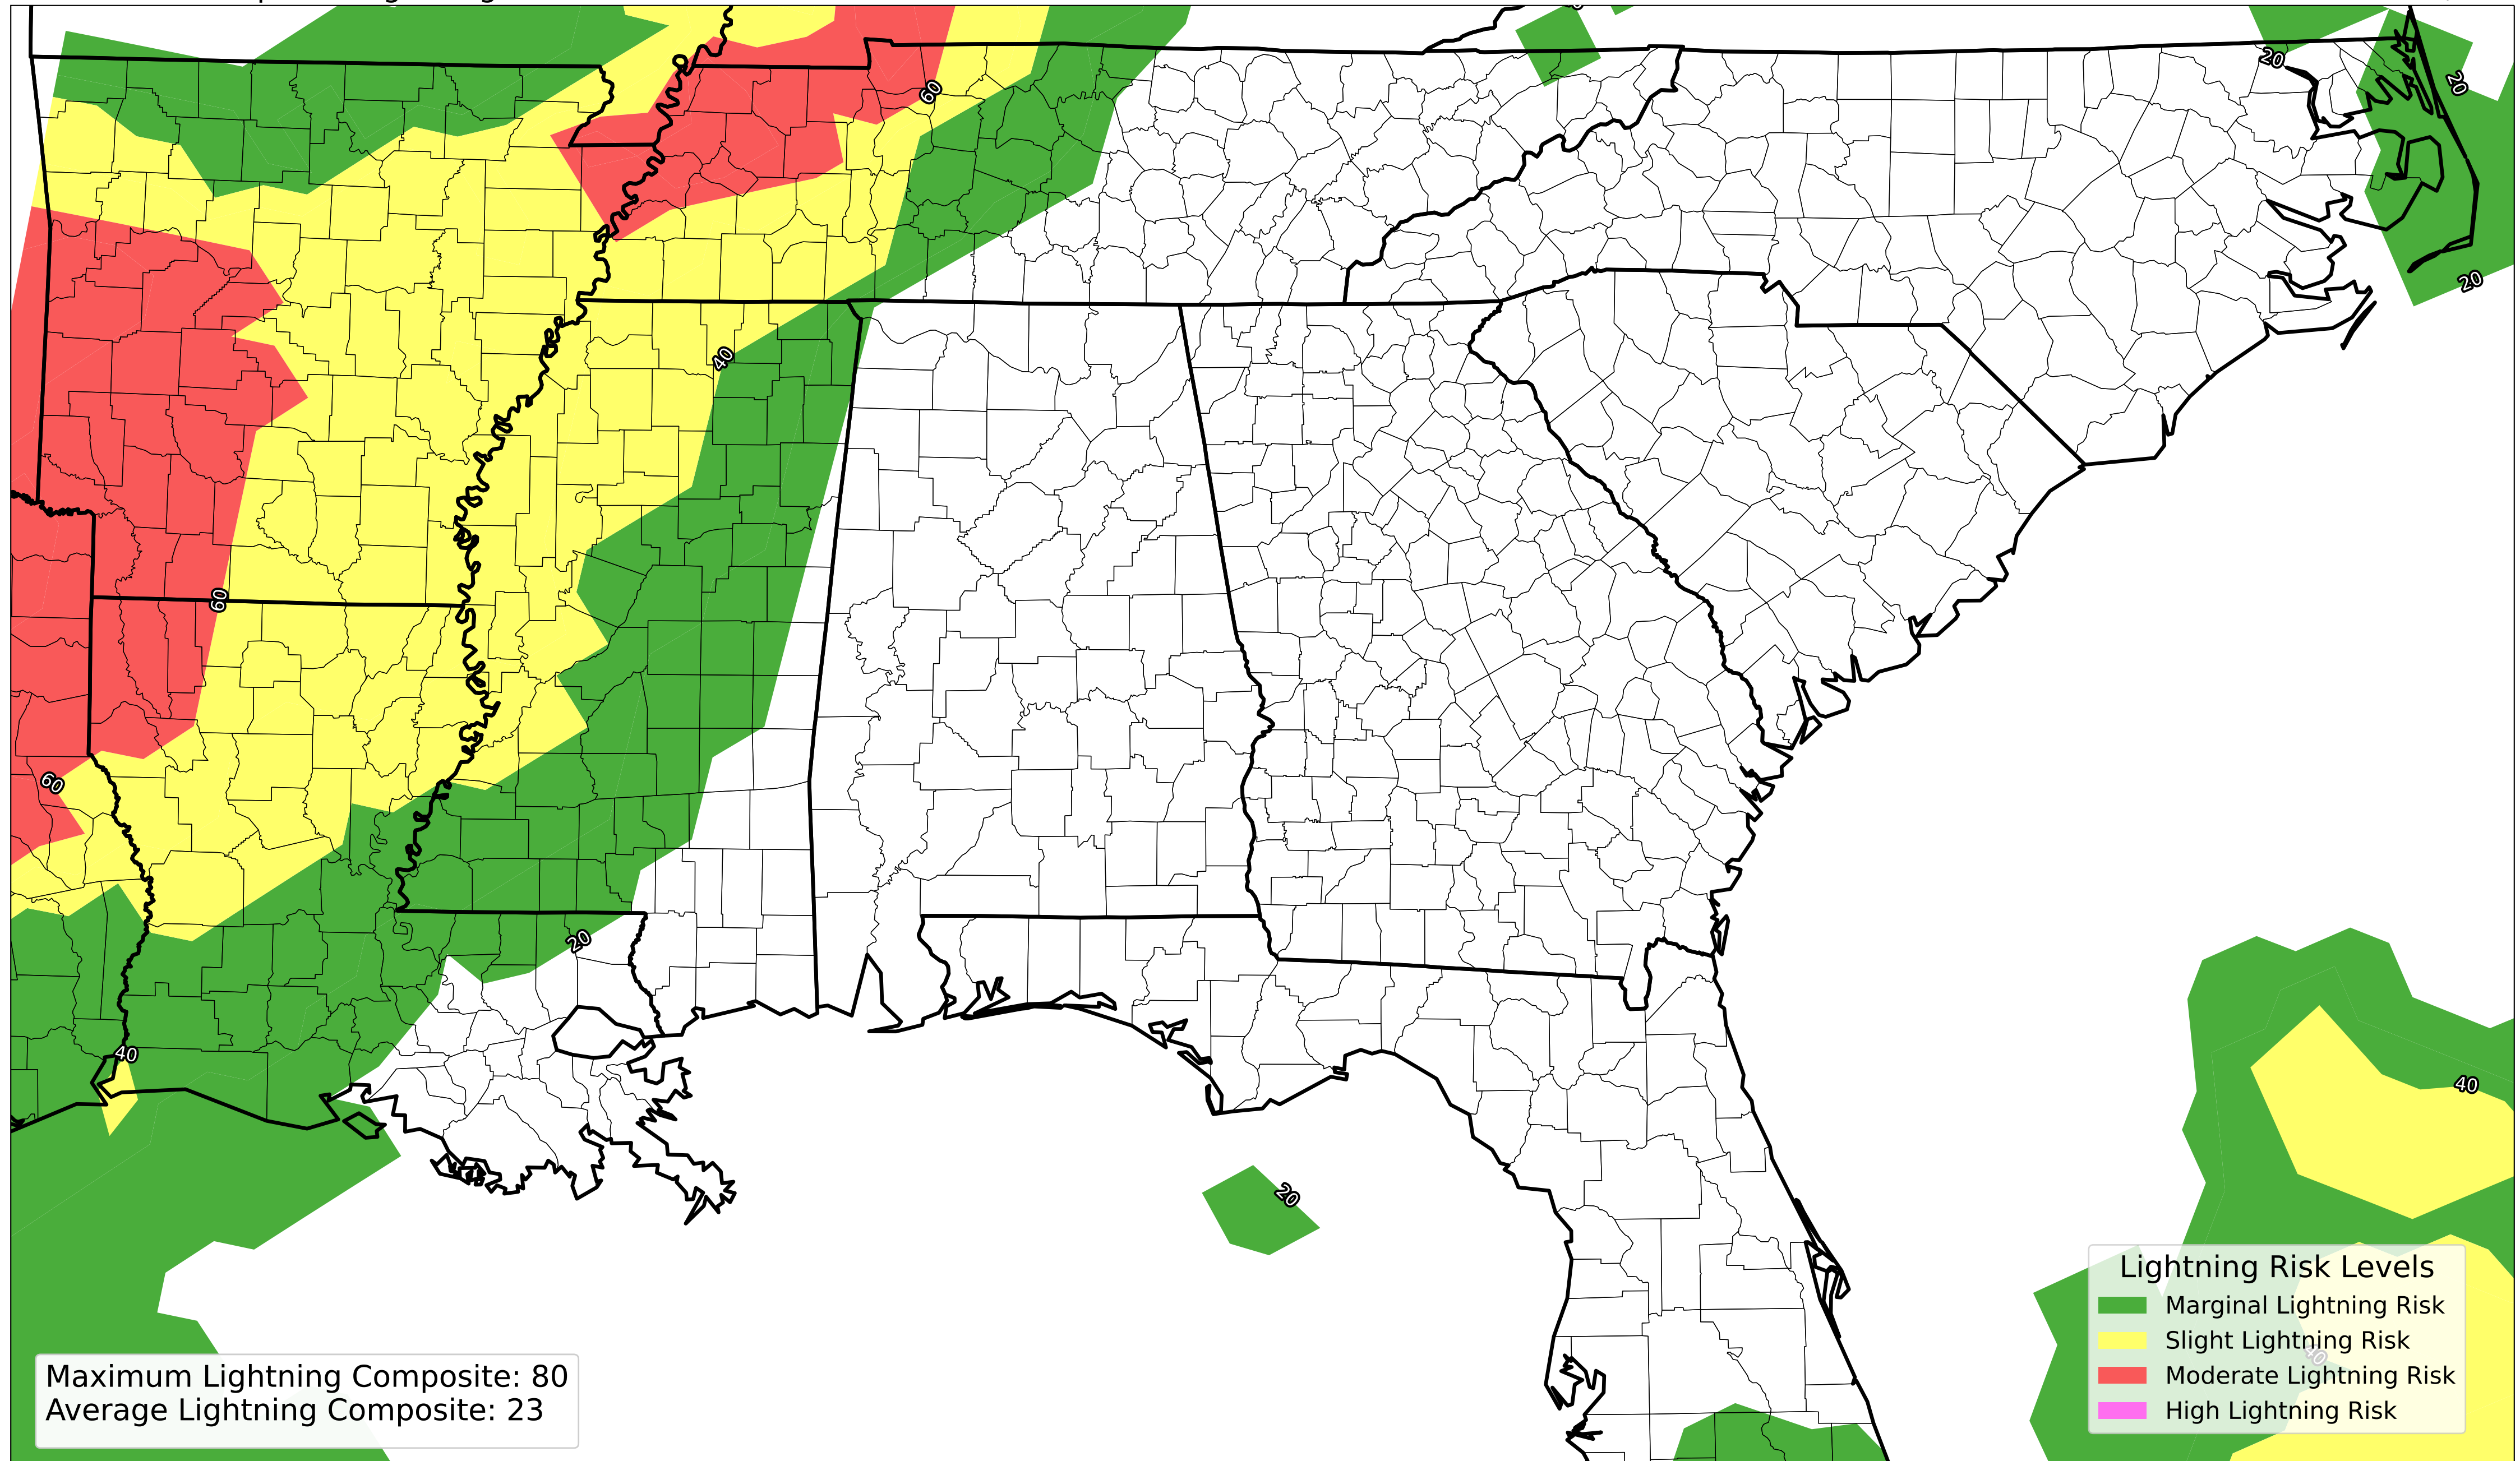 20
20
60
20
40
60
60
20
40
40
20
Lightning Risk Levels
Marginal Lightning Risk
Slight Lightning Risk
Moderate Lightning Risk
High Lightning Risk
40
Maximum Lightning Composite: 80
Average Lightning Composite: 23